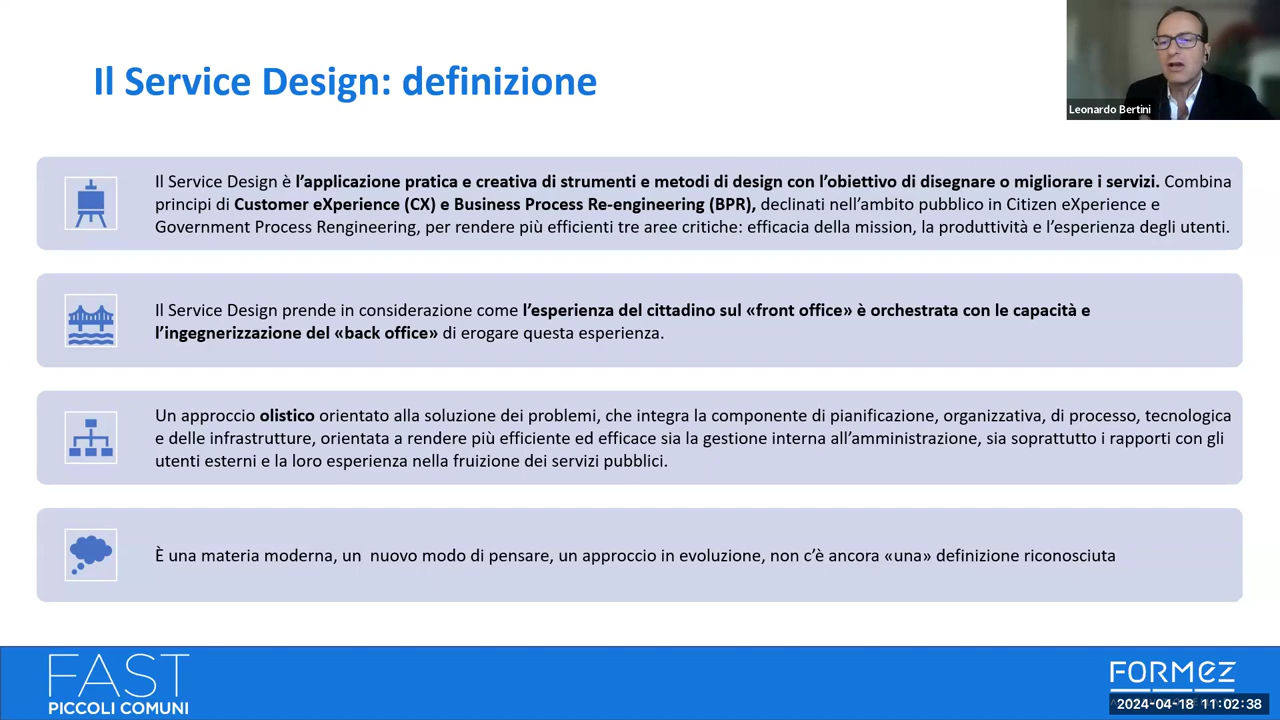 Il Service Design: definizione
Leonardo Bertini
Il Service Design è l’applicazione pratica e creativa di strumenti e metodi di design con l’obiettivo di disegnare o migliorare i servizi. Combina
principi di Customer eXperience (CX) e Business Process Re-engineering (BPR), declinati nell’ambito pubblico in Citizen eXperience e
Government Process Rengineering, per rendere più efficienti tre aree critiche: efficacia della mission, la produttività e l’esperienza degli utenti.
Il Service Design prende in considerazione come l’esperienza del cittadino sul «front office» è orchestrata con le capacità e
l’ingegnerizzazione del «back office» di erogare questa esperienza.
Un approccio olistico orientato alla soluzione dei problemi, che integra la componente di pianificazione, organizzativa, di processo, tecnologica
e delle infrastrutture, orientata a rendere più efficiente ed efficace sia la gestione interna all’amministrazione, sia soprattutto i rapporti con gli
utenti esterni e la loro esperienza nella fruizione dei servizi pubblici.
È una materia moderna, un  nuovo modo di pensare, un approccio in evoluzione, non c’è ancora «una» definizione riconosciuta
FAST
PICCOLI COMUNI
FORMEZ
2024-04-18 11:02:38